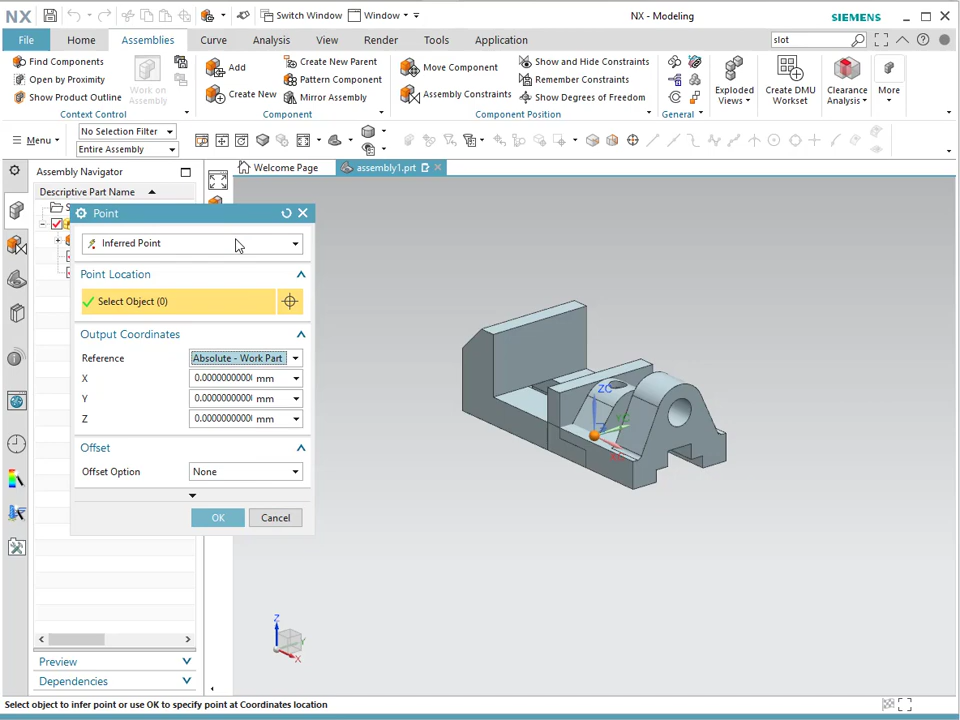 NX
Switch Window
Window
NX - Modeling
SIEMENS
File
Home
Assemblies
Curve
Analysis
View
Render
Tools
Application
slot
Find Components
Open by Proximity
Show Product Outline
Work on
Assembly
Context Control
Add
Create New
Create New Parent
Pattern Component
Mirror Assembly
Component
Move Component
Assembly Constraints
Show and Hide Constraints
Remember Constraints
Show Degrees of Freedom
Component Position
General
Exploded
Views
Create DMU
Workset
Clearance
Analysis
More
Menu
No Selection Filter
Entire Assembly
Assembly Navigator
Welcome Page
assembly1.prt
Descriptive Part Name
Point
Inferred Point
Point Location
Select Object (0)
Output Coordinates
Reference
Absolute - Work Part
X
0.0000000000 mm
Y
0.0000000000 mm
Z
0.0000000000 mm
Offset
Offset Option
None
OK
Cancel
ZC
Z
X
Preview
Dependencies
Select object to infer point or use OK to specify point at Coordinates location